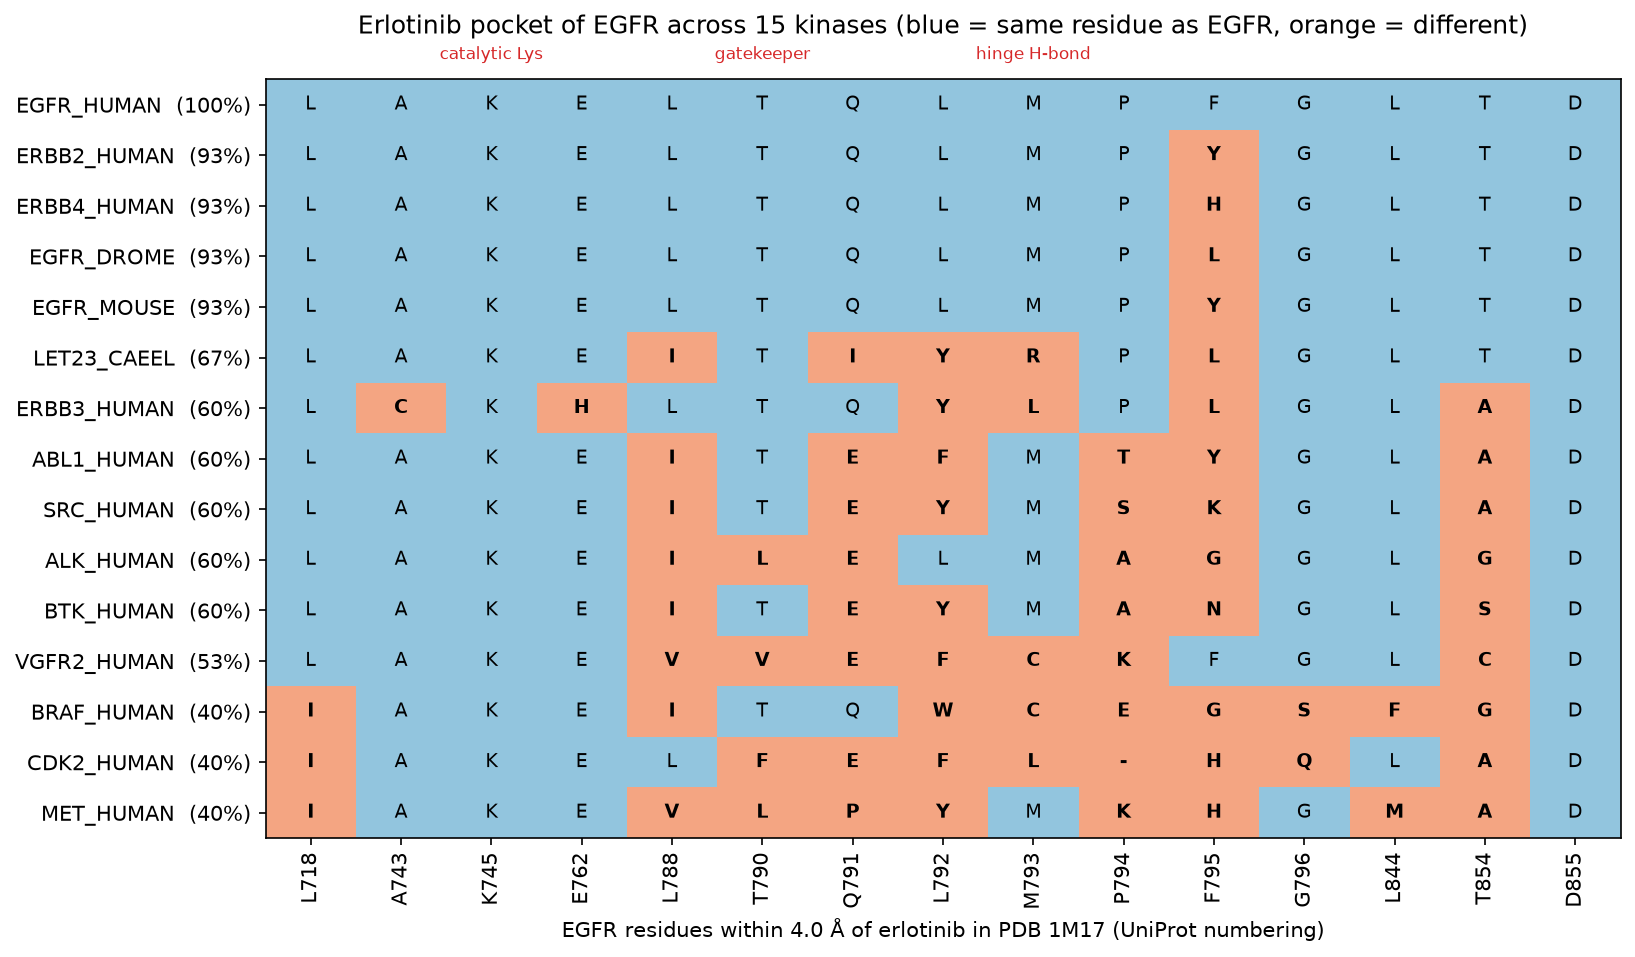 Erlotinib pocket of EGFR across 15 kinases (blue = same residue as EGFR, orange = different)
catalytic Lys gatekeeper hinge H-bond
EGFR_HUMAN (100%) L A K E L T Q L M P F G L T D
ERBB2_HUMAN (93%) L A K E L T Q L M P Y G L T D
ERBB4_HUMAN (93%) L A K E L T Q L M P H G L T D
EGFR_DROME (93%) L A K E L T Q L M P L G L T D
EGFR_MOUSE (93%) L A K E L T Q L M P Y G L T D
LET23_CAEEL (67%) L A K E I T I Y R P L G L T D
ERBB3_HUMAN (60%) L C K H L T Q Y L P L G L A D
ABL1_HUMAN (60%) L A K E I T E F M T Y G L A D
SRC_HUMAN (60%) L A K E I T E Y M S K G L A D
ALK_HUMAN (60%) L A K E I L E L M A G G L G D
BTK_HUMAN (60%) L A K E I T E Y M A N G L S D
VGFR2_HUMAN (53%) L A K E V V E F C K F G L C D
BRAF_HUMAN (40%) I A K E I T Q W C E G S F G D
CDK2_HUMAN (40%) I A K E L F E F L - H Q L A D
MET_HUMAN (40%) I A K E V L P Y M K H G M A D
L718 A743 K745 E762 L788 T790 Q791 L792 M793 P794 F795 G796 L844 T854 D855
EGFR residues within 4.0 Å of erlotinib in PDB 1M17 (UniProt numbering)